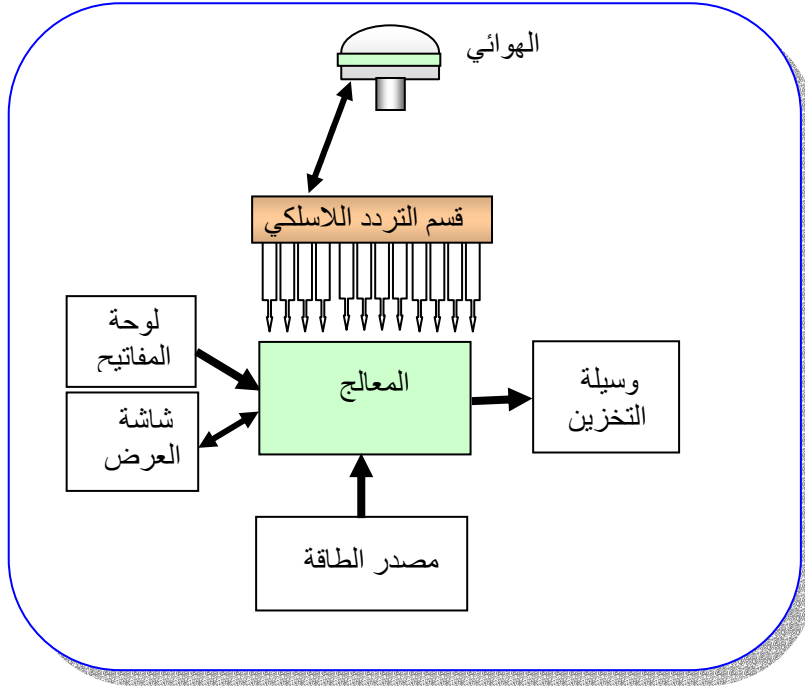 الهوائي
قسم التردد اللاسلكي
لوحة
المفاتيح
المعالج
وسيلة
التخزين
شاشة
العرض
مصدر الطاقة